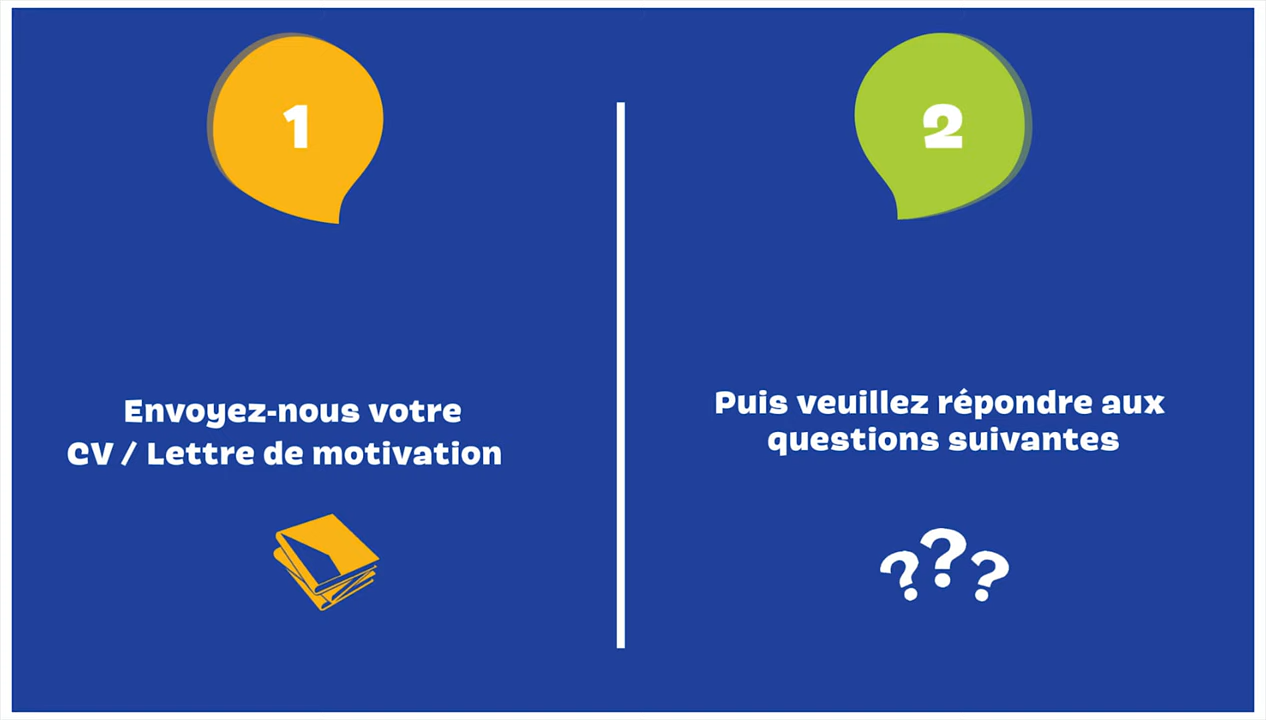 1
Envoyez-nous votre
CV / Lettre de motivation
2
Puis veuillez répondre aux
questions suivantes
???